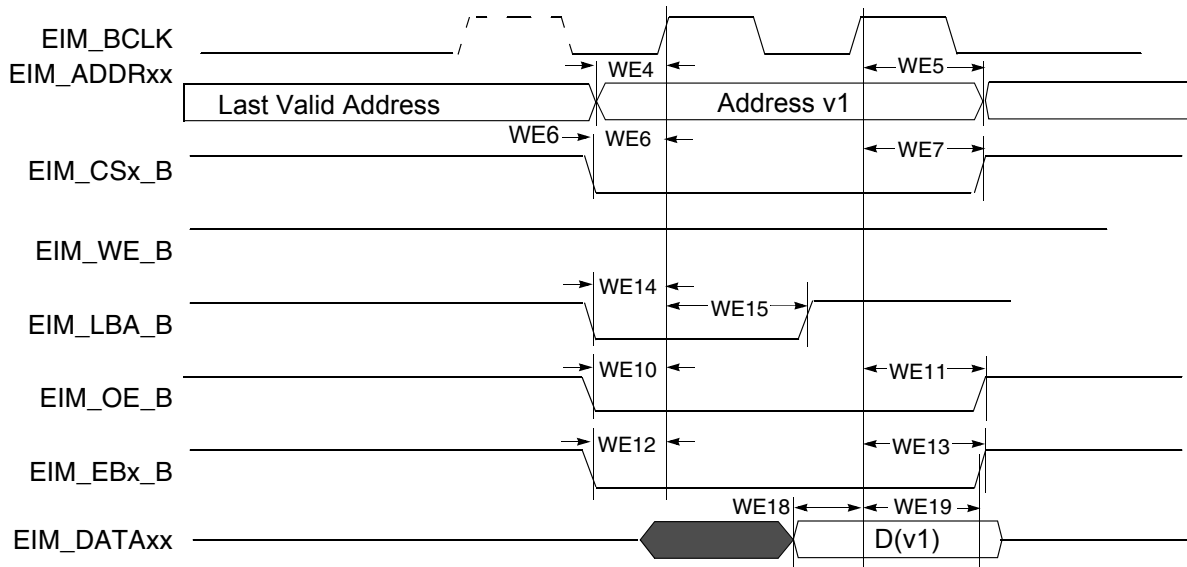 EIM_BCLK
EIM_ADDRxx
WE4
WE5
Last Valid Address
Address v1
WE6
WE6
EIM_CSx_B
WE7
EIM_WE_B
WE14
WE15
EIM_LBA_B
WE10
WE11
EIM_OE_B
WE12
WE13
EIM_EBx_B
WE18
WE19
EIM_DATAxx
D(v1)